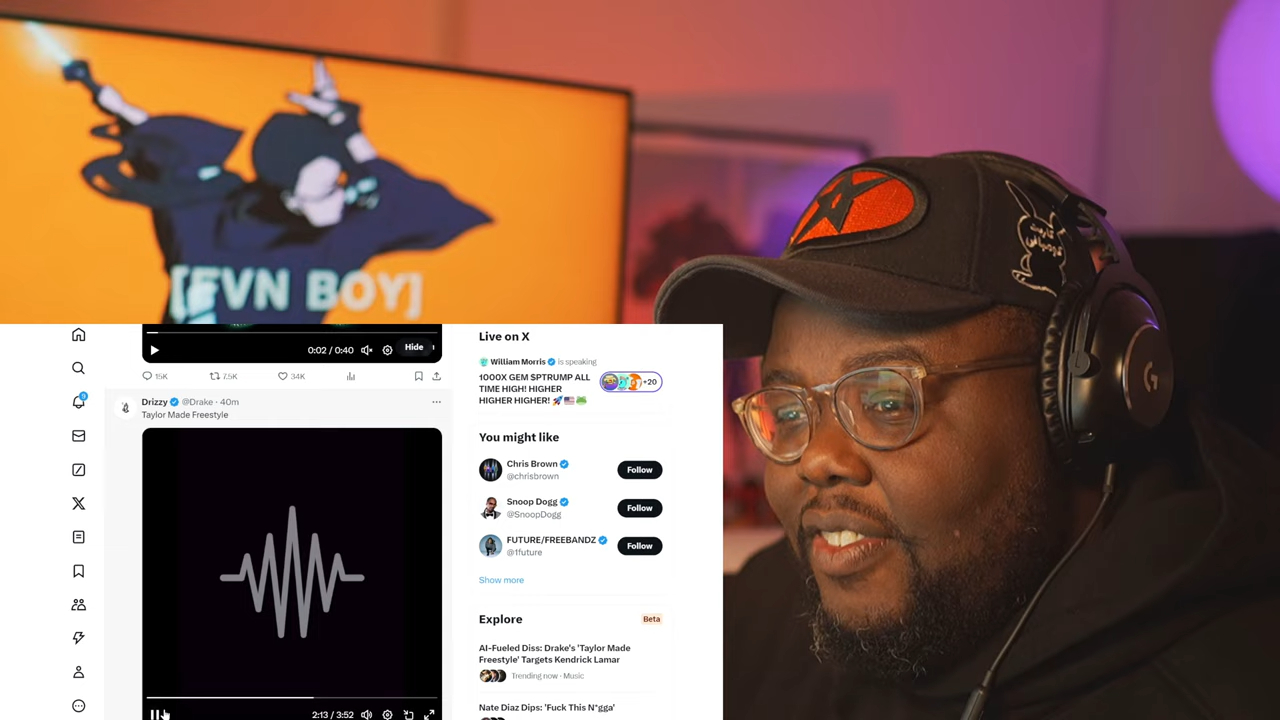 [EVN BOY]
0:02 / 0:40
Hide
15K
7.5K
34K
Drizzy @Drake · 40m
Taylor Made Freestyle
2:13 / 3:52
Live on X
William Morris is speaking
1000X GEM $PTRUMP ALL
TIME HIGH! HIGHER
HIGHER HIGHER! 🚀🇺🇸🐸
+20
You might like
Chris Brown
@chrisbrown
Follow
Snoop Dogg
@SnoopDogg
Follow
FUTURE/FREEBANDZ
@1future
Follow
Show more
Explore
Beta
AI-Fueled Diss: Drake's 'Taylor Made
Freestyle' Targets Kendrick Lamar
Trending now · Music
Nate Diaz Dips: 'Fuck This N*gga'